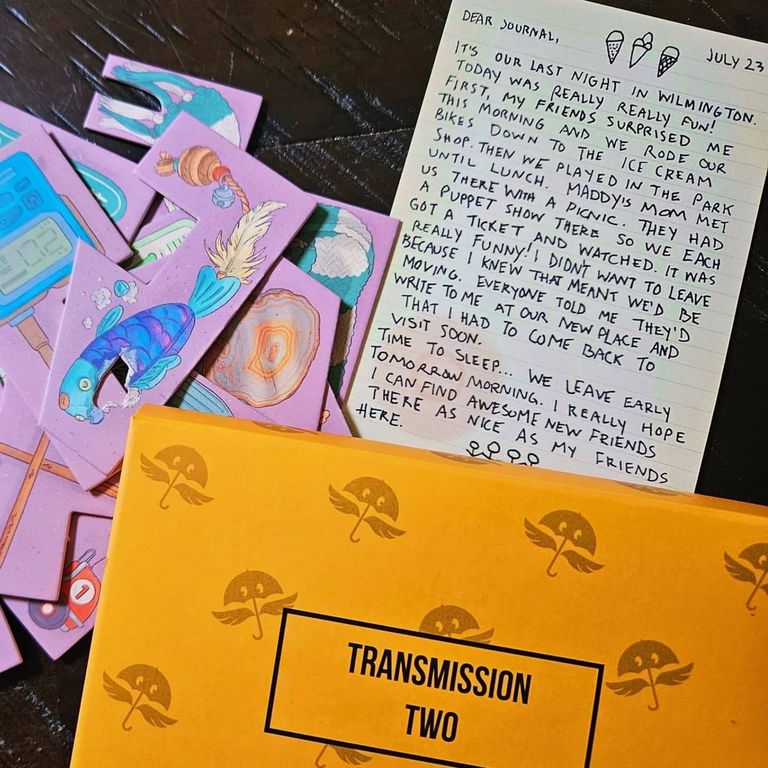 DEAR JOURNAL,
JULY 23
IT'S OUR LAST NIGHT IN WILMINGTON.
TODAY WAS REALLY REALLY FUN!
FIRST, MY FRIENDS SURPRISED ME
THIS MORNING AND WE RODE OUR
BIKES DOWN TO THE ICE CREAM
SHOP. THEN WE PLAYED IN THE PARK
UNTIL LUNCH. MADDY'S MOM MET
US THERE WITH A PICNIC. THEY HAD
A PUPPET SHOW THERE SO WE EACH
GOT A TICKET AND WATCHED. IT WAS
REALLY FUNNY! I DIDNT WANT TO LEAVE
BECAUSE I KNEW THAT MEANT WE'D BE
MOVING. EVERYONE TOLD ME THEY'D
WRITE TO ME AT OUR NEW PLACE AND
THAT I HAD TO COME BACK TO
VISIT SOON.
TIME TO SLEEP... WE LEAVE EARLY
TOMORROW MORNING. I REALLY HOPE
I CAN FIND AWESOME NEW FRIENDS
THERE AS NICE AS MY FRIENDS
HERE.
1
TRANSMISSION
TWO